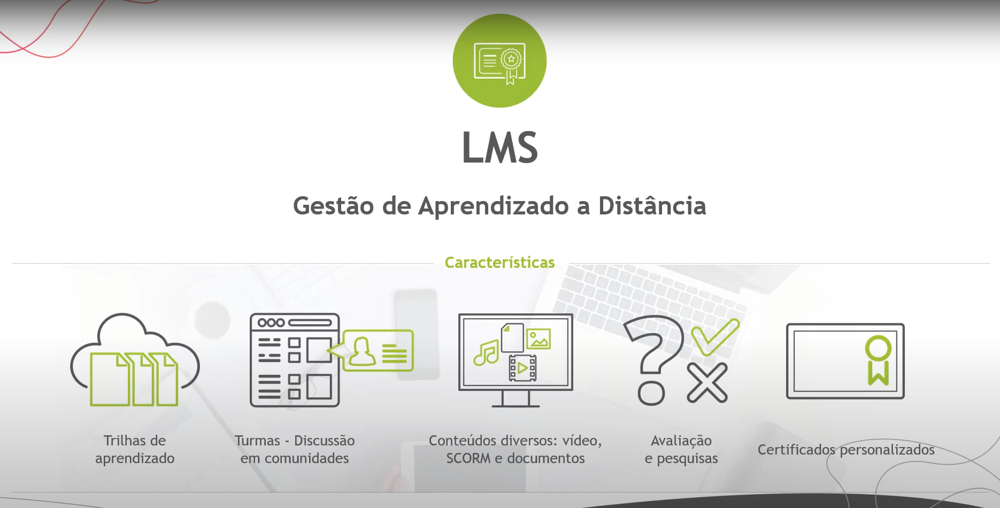 LMS
Gestão de Aprendizado a Distância
Características
Trilhas de
aprendizado
Turmas - Discussão
em comunidades
Conteúdos diversos: vídeo,
SCORM e documentos
Avaliação
e pesquisas
Certificados personalizados